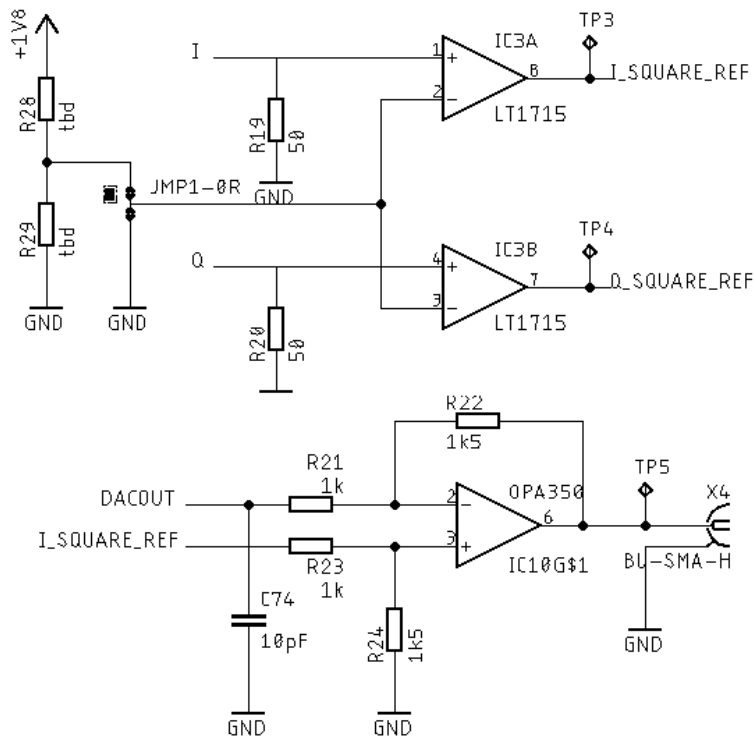 +1V8
R28
tbd
R29
tbd
GND
GND
JMP1-0R
I
R19
50
GND
1
2
IC3A
8
LT1715
TP3
I_SQUARE_REF
Q
R20
50
4
3
IC3B
7
LT1715
TP4
Q_SQUARE_REF
R22
1k5
DACOUT
R21
1k
2
OPA350
6
TP5
X4
I_SQUARE_REF
R23
1k
3
IC10G$1
BU-SMA-H
C74
10pF
R24
1k5
GND
GND
GND